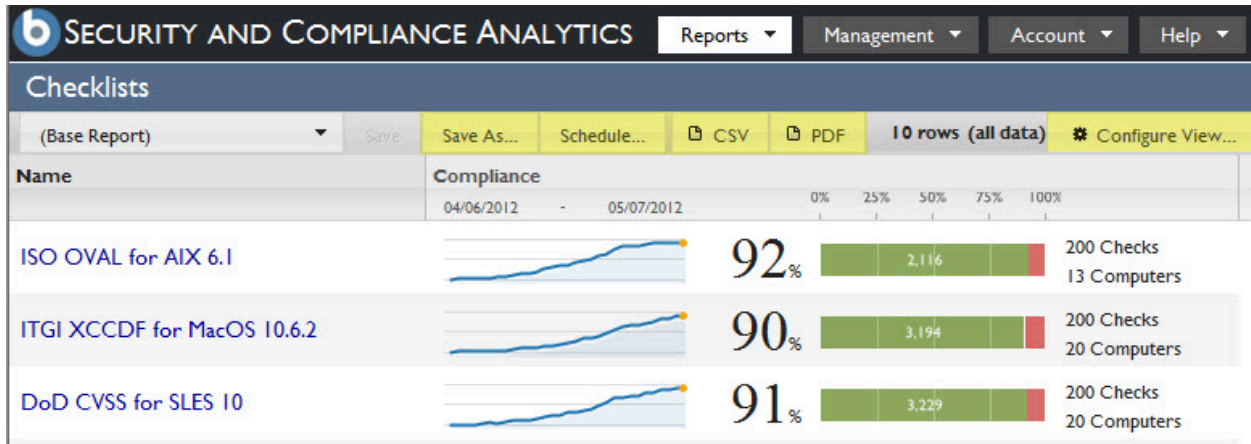 SECURITY AND COMPLIANCE ANALYTICS Reports Management Account Help
Checklists
(Base Report) Save Save As... Schedule... CSV PDF 10 rows (all data) Configure View...
Name Compliance
04/06/2012 - 05/07/2012 0% 25% 50% 75% 100%
ISO OVAL for AIX 6.1 92% 2,116 200 Checks
13 Computers
ITGI XCCDF for MacOS 10.6.2 90% 3,194 200 Checks
20 Computers
DoD CVSS for SLES 10 91% 3,229 200 Checks
20 Computers